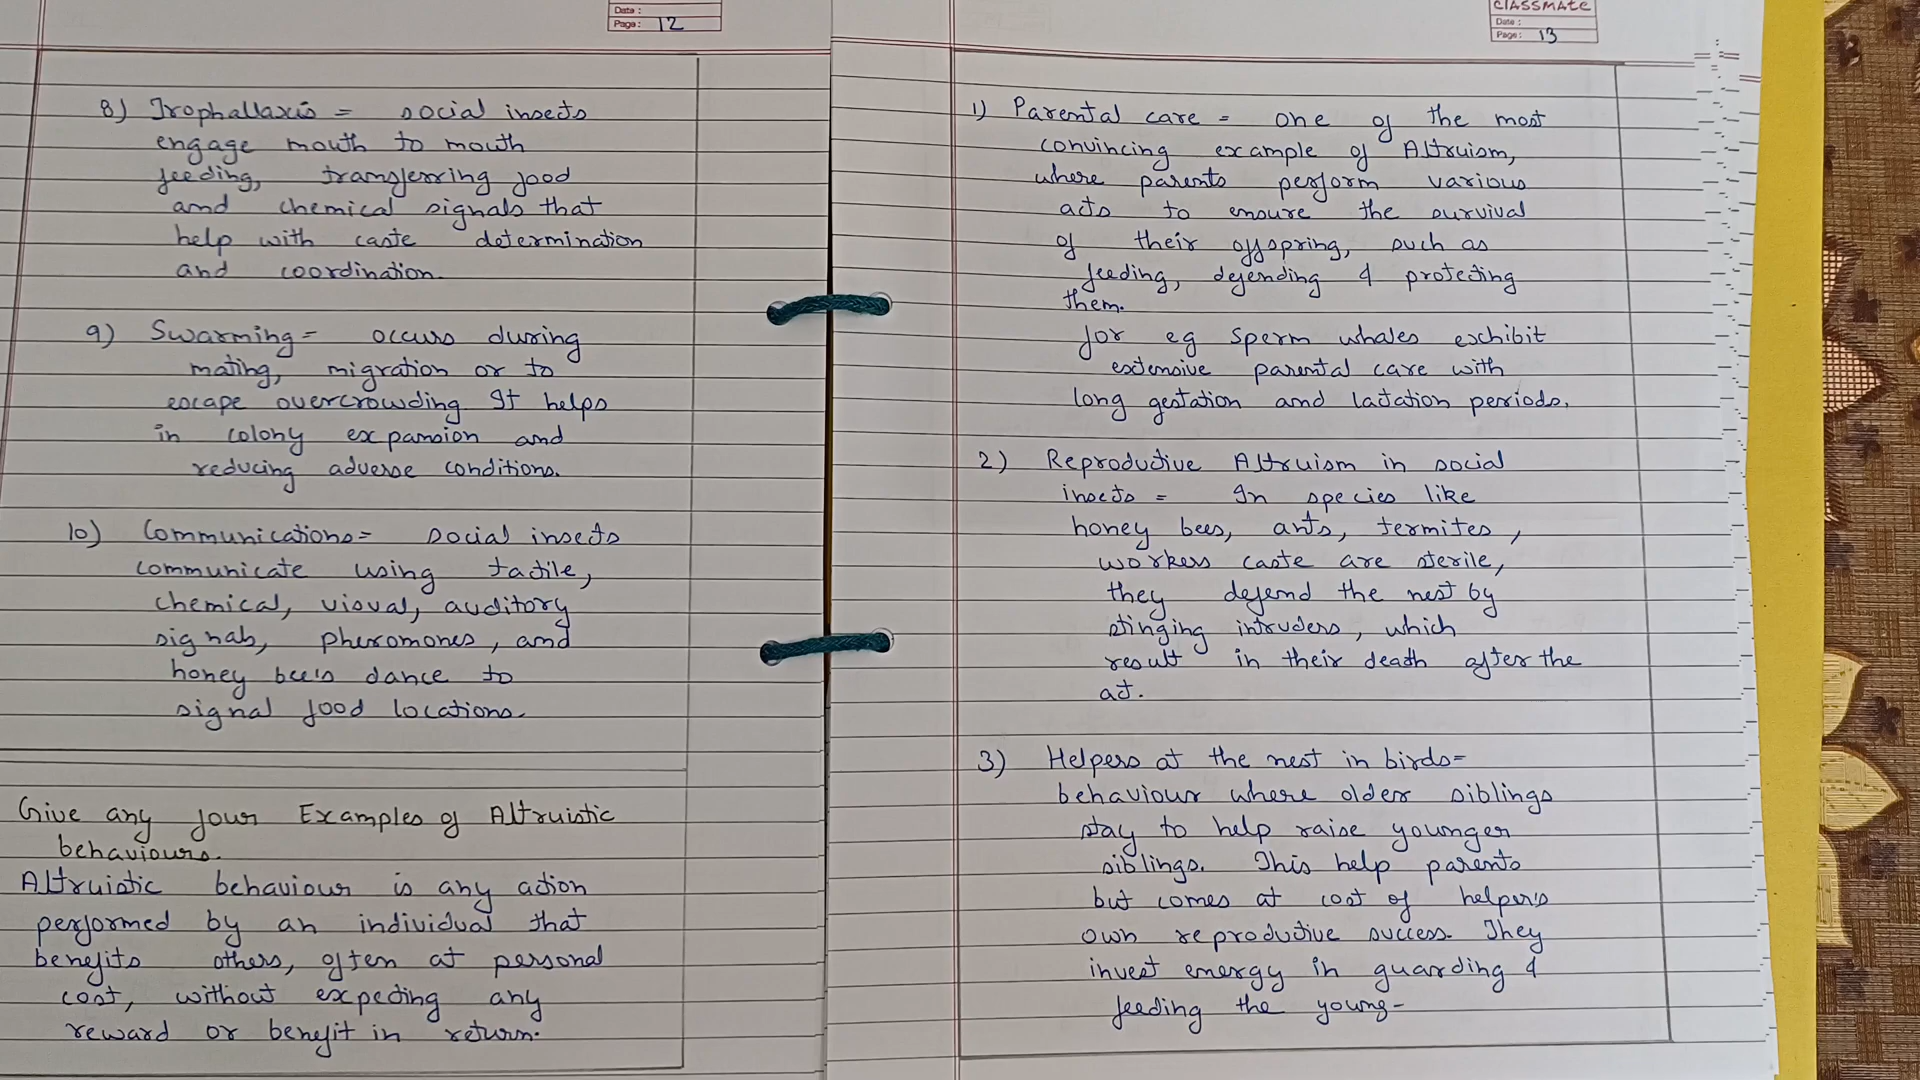 Date :
Page : 12
8) Trophallaxis = social insects
engage mouth to mouth
feeding, transferring food
and chemical signals that
help with caste determination
and coordination.
9) Swarming = occurs during
mating, migration or to
escape overcrowding It helps
in colony expansion and
reducing adverse conditions.
10) Communications = social insects
communicate using tactile,
chemical, visual, auditory
signals, pheromones, and
honey bee's dance to
signal food locations.
Give any four Examples of Altruistic
behaviours.
Altruistic behaviour is any action
performed by an individual that
benefits others, often at personal
cost, without expecting any
reward or benefit in return.
CLASSMATE
Date :
Page : 13
1) Parental care = one of the most
convincing example of Altruism,
where parents perform various
acts to ensure the survival
of their offspring, such as
feeding, defending & protecting
them.
for eg sperm whales exhibit
extensive parental care with
long gestation and lactation periods.
2) Reproductive Altruism in social
insects = In species like
honey bees, ants, termites,
workers caste are sterile,
they defend the nest by
stinging intruders, which
result in their death after the
act.
3) Helpers at the nest in birds =
behaviour where older siblings
stay to help raise younger
siblings. This help parents
but comes at cost of helper's
own reproductive success. They
invest energy in guarding &
feeding the young -